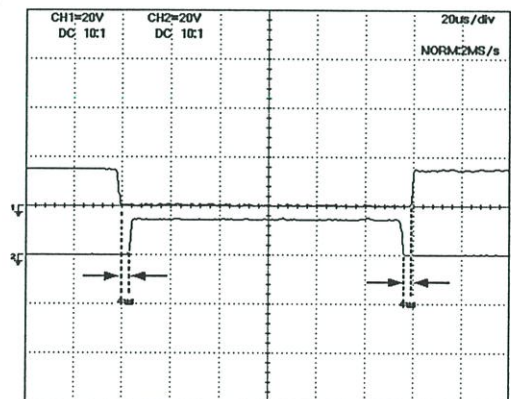 CH1=20V CH2=20V 20us/div
DC 10:1 DC 10:1
NORM:2MS/s
1
2
4us 4us